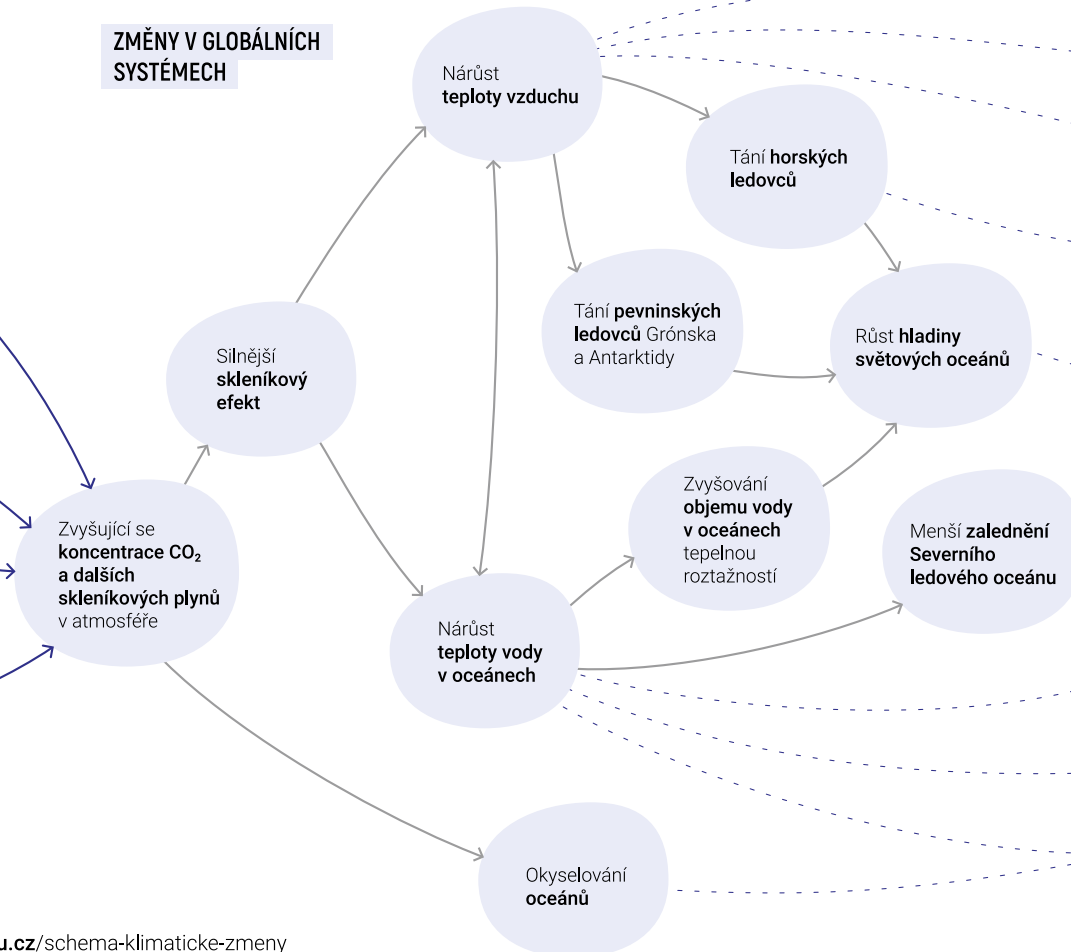 ZMĚNY V GLOBÁLNÍCH
SYSTÉMECH
Nárůst
teploty vzduchu
Tání horských
ledovců
Tání pevninských
ledovců Grónska
a Antarktidy
Růst hladiny
světových oceánů
Silnější
skleníkový
efekt
Zvyšování
objemu vody
v oceánech
tepelnou
roztažností
Zvyšující se
koncentrace CO₂
a dalších
skleníkových plynů
v atmosféře
Menší zalednění
Severního
ledového oceánu
Nárůst
teploty vody
v oceánech
Okyselování
oceánů
u.cz/schema-klimaticke-zmeny